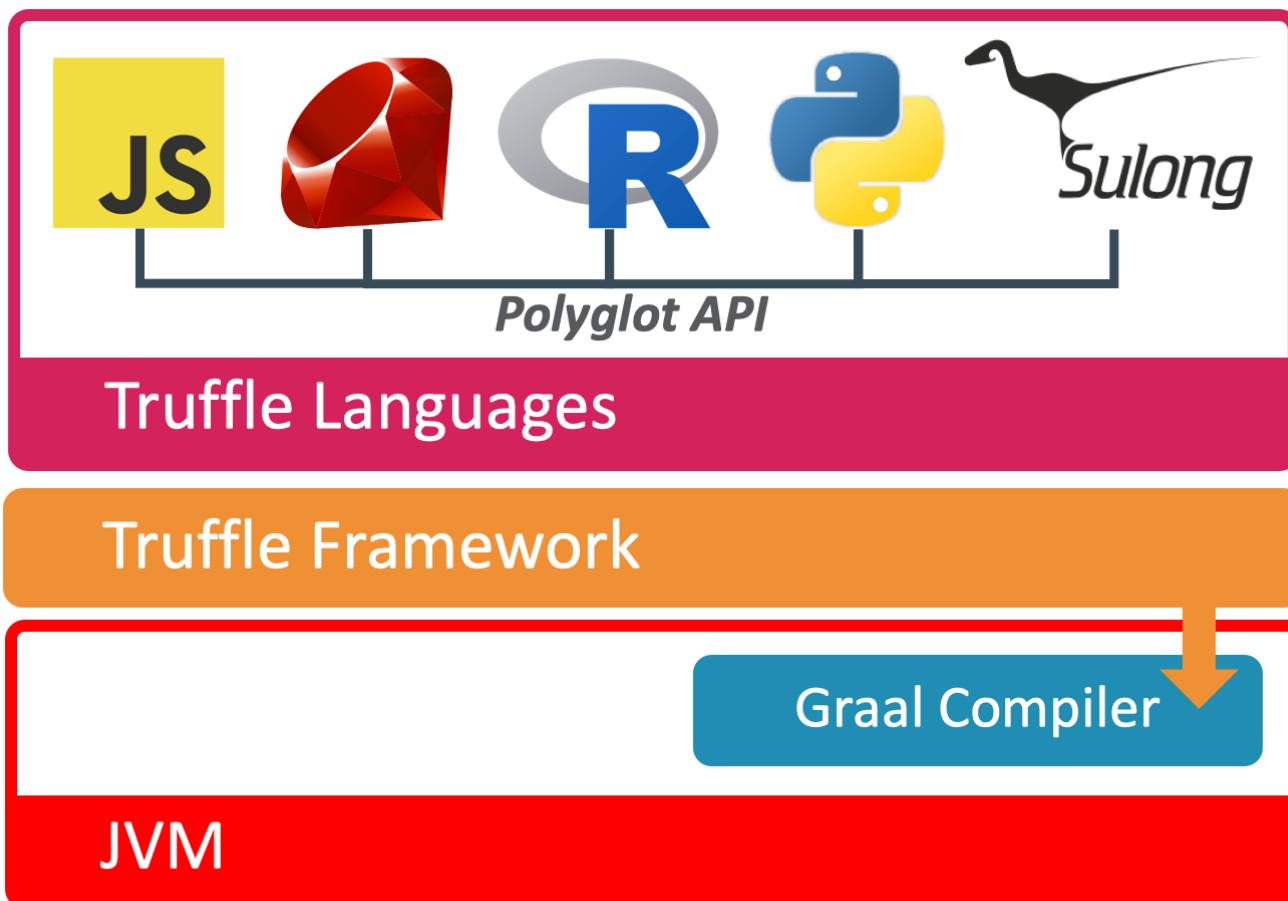 JS
R
Sulong
Polyglot API
Truffle Languages
Truffle Framework
Graal Compiler
JVM